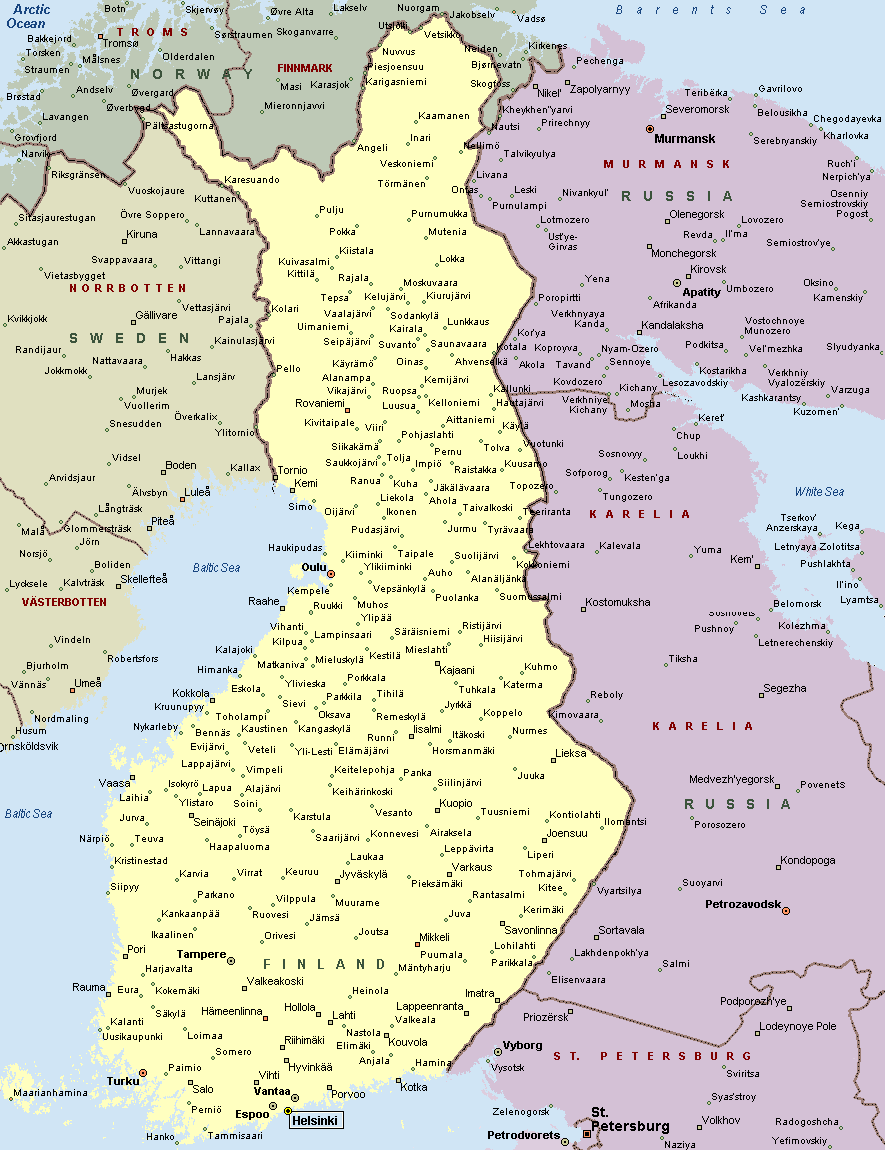 Arctic
Ocean
Botn
Skjervøy
Øvre Alta
Lakselv
Nuorgam
Jakobselv
Vadsø
Barents Sea
Bakkejord
TROMS
Tromsø
Sørstraumen
Skoganvarre
Utsjölti
Vetsikko
Neiden
Kirkenes
Torsken
Målsnes
Olderdalen
Nuvvus
Bjørnevatn
Pechenga
Straumen
NORWAY
FINNMARK
Piesjoensuu
Masi
Karasjok
Karigasniemi
Skogfoss
Nikel'
Zapolyarnyy
Teribërka
Gavrilovo
Brøstad
Andselv
Øvergard
Øverbygd
Mieronnjavvi
Lavangen
Pältsastugorna
Kaamanen
Kheyken"yarvi
Severomorsk
Belousikha
Chegodayevka
Grovfjord
Nautsi
Prirechnyy
Murmansk
Serebryanskiy
Kharlovka
Inari
Angeli
Nellimö
Narvik
Talvikyulya
MURMANSK
Ruch'i
Riksgränsen
Karesuando
Veskoniemi
Livana
Nerpich'ya
Vuoskojaure
Törmänen
Ontas
Leski
Nivankyul'
RUSSIA
Osenniy
Semiostrovskiy
Pogost
Kuttanen
Purnulampi
Sitasjaurestugan
Övre Soppero
Pulju
Purnumukka
Lotmozero
Olenegorsk
Lovozero
Akkastugan
Kiruna
Lannavaara
Pokka
Mutenia
Ust'ye-
Girvas
Revda
Il'ma
Semiostrov'ye
Kiistala
Monchegorsk
Svappavaara
Vittangi
Kuivasalmi
Lokka
Vietasbygget
Kittilä
Rajala
Moskuvaara
Yena
Kirovsk
NORRBOTTEN
Apatity
Umbozero
Oksino
Tepsa
Kelujärvi
Kiurujärvi
Poropirtti
Kamenskiy
Vettasjärvi
Kolari
Afrikanda
Kvikkjokk
Gällivare
Pajala
Vaalajärvi
Sodankylä
Verkhnyaya
Kanda
Vostochnoye
Munozero
Uimaniemi
Kairala
Lunkkaus
Kor'ya
Kandalaksha
SWEDEN
Kainulasjärvi
Seipäjärvi
Suvanto
Saunavaara
Kotala
Koproyva
Nyam-Ozero
Podkitsa
Vel'mezhka
Slyudyanka
Randijaur
Nattavaara
Hakkas
Käyrämo
Oinas
Ahvenselkä
Akola
Tavand
Sennoye
Jokkmokk
Lansjärv
Pello
Alanampa
Kemijärvi
Kovdozero
Kostarikha
Verkhniy
Vyalozërskiy
Murjek
Vikajärvi
Ruopsa
Kallunki
Kichany
Lesozavodskiy
Varzuga
Vuollerim
Rovaniemi
Luusua
Kelloniemi
Hautajärvi
Verkhniye
Kichany
Mosha
Kashkarantsy
Kuzomen'
Snesudden
Överkalix
Kivitaipale
Viiri
Aittaniemi
Käylä
Keret'
Ylitornio
Siikakämä
Pohjaslahti
Tolva
Vuotunki
Chup
Vidsel
Boden
Kallax
Saukkojärvi
Tolja
Pernu
Kuusamo
Sosnovyy
Loukhi
Arvidsjaur
Tornio
Impiö
Raistakka
Sofporog
Kesten'ga
Älvsbyn
Luleå
Kemi
Ranua
Kuha
Jäkälävaara
Topozero
White Sea
Långträsk
Simo
Liekola
Ahola
Tungozero
Malå
Glommersträsk
Piteå
Oijärvi
Ikonen
Taivalkoski
Tseriranta
KARELIA
Tserkov'
Anzerskaya
Kega
Jörn
Pudasjärvi
Jurmu
Tyrävaara
Norsjö
Haukipudas
Kiiminki
Taipale
Suolijärvi
Lekhtovaara
Kalevala
Yuma
Letnyaya Zolotitsa
Boliden
Baltic Sea
Oulu
Ylikiiminki
Kokkoniemi
Kem'
Pushlakhta
Lycksele
Kalvträsk
Skellefteå
Auho
Alanäljänkä
Il'ino
VÄSTERBOTTEN
Kempele
Vepsänkylä
Puolanka
Suomussalmi
Kostomuksha
Belomorsk
Lyamtsa
Raahe
Ruukki
Muhos
Sosnovets
Ylipää
Ristijärvi
Pushnoy
Kolezhma
Vindeln
Vihanti
Lampinsaari
Säräisniemi
Hiisijärvi
Letnerechenskiy
Kalajoki
Kilpua
Mieslahti
Robertsfors
Matkaniva
Mieluskylä
Kestilä
Kajaani
Kuhmo
Tiksha
Bjurholm
Himanka
Vännäs
Umeå
Kokkola
Eskola
Ylivieska
Porkkala
Tuhkala
Katerma
Segezha
Kruunupyy
Sievi
Parkkila
Tihilä
Reboly
Nordmaling
Toholampi
Oksava
Remeskylä
Jyrkkä
Koppelo
Kimovaara
Husum
Nykarleby
Bennäs
Kaustinen
Kangaskylä
Iisalmi
Itäkoski
Nurmes
KARELIA
Ornsköldsvik
Evijärvi
Veteli
Yli-Lesti
Runni
Elämäjärvi
Horsmanmäki
Lieksa
Lappajärvi
Vimpeli
Keitelepohja
Panka
Juuka
Vaasa
Isokyrö
Lapua
Alajärvi
Keihärinkoski
Siilinjärvi
Medvezh'yegorsk
Povenets
Laihia
Ylistaro
Soini
RUSSIA
Baltic Sea
Jurva
Seinäjoki
Karstula
Vesanto
Kuopio
Tuusniemi
Kontiolahti
Ilomantsi
Porosozero
Närpiö
Teuva
Töysä
Saarijärvi
Konnevesi
Airaksela
Joensuu
Haapaluoma
Leppävirta
Kristinestad
Laukaa
Liperi
Kondopoga
Karvia
Virrat
Keuruu
Varkaus
Tohmajärvi
Siipyy
Jyväskylä
Pieksämäki
Kitee
Vyartsilya
Suoyarvi
Parkano
Vilppula
Muurame
Rantasalmi
Petrozavodsk
Kankaanpää
Ruovesi
Jämsä
Juva
Kerimäki
Ikaalinen
Orivesi
Joutsa
Mikkeli
Savonlinna
Sortavala
Pori
Tampere
Puumala
Lohilahti
Lakhdenpokh'ya
Harjavalta
FINLAND
Mäntyharju
Parikkala
Salmi
Rauma
Eura
Kokemäki
Valkeakoski
Heinola
Imatra
Elisenvaara
Hämeenlinna
Hollola
Lappeenranta
Podporozh'ye
Kalanti
Säkylä
Lahti
Valkeala
Priozërsk
Uusikaupunki
Loimaa
Nastola
Lodeynoye Pole
Riihimäki
Elimäki
Kouvola
Vyborg
ST. PETERSBURG
Somero
Anjala
Hamina
Vysotsk
Paimio
Hyvinkää
Sviritsa
Turku
Vihti
Maarianhamina
Salo
Vantaa
Porvoo
Kotka
Syas'stroy
Perniö
Espoo
Helsinki
Zelenogorsk
St.
Petersburg
Volkhov
Radogoshcha
Hanko
Tammisaari
Petrodvorets
Naziya
Yefimovskiy